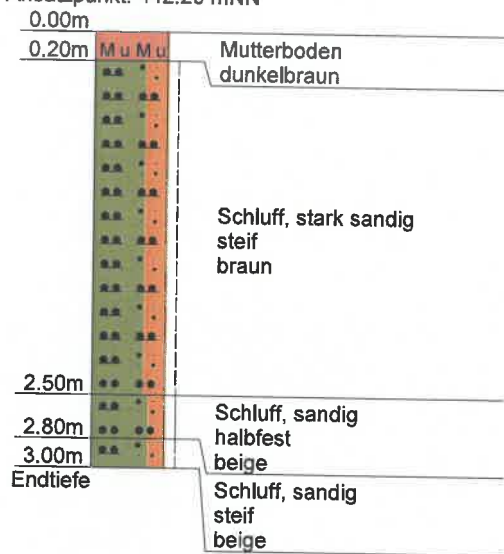 0.00m
0.20m
Mu Mu
Mutterboden
dunkelbraun
Schluff, stark sandig
steif
braun
2.50m
Schluff, sandig
halbfest
beige
2.80m
3.00m
Endtiefe
Schluff, sandig
steif
beige